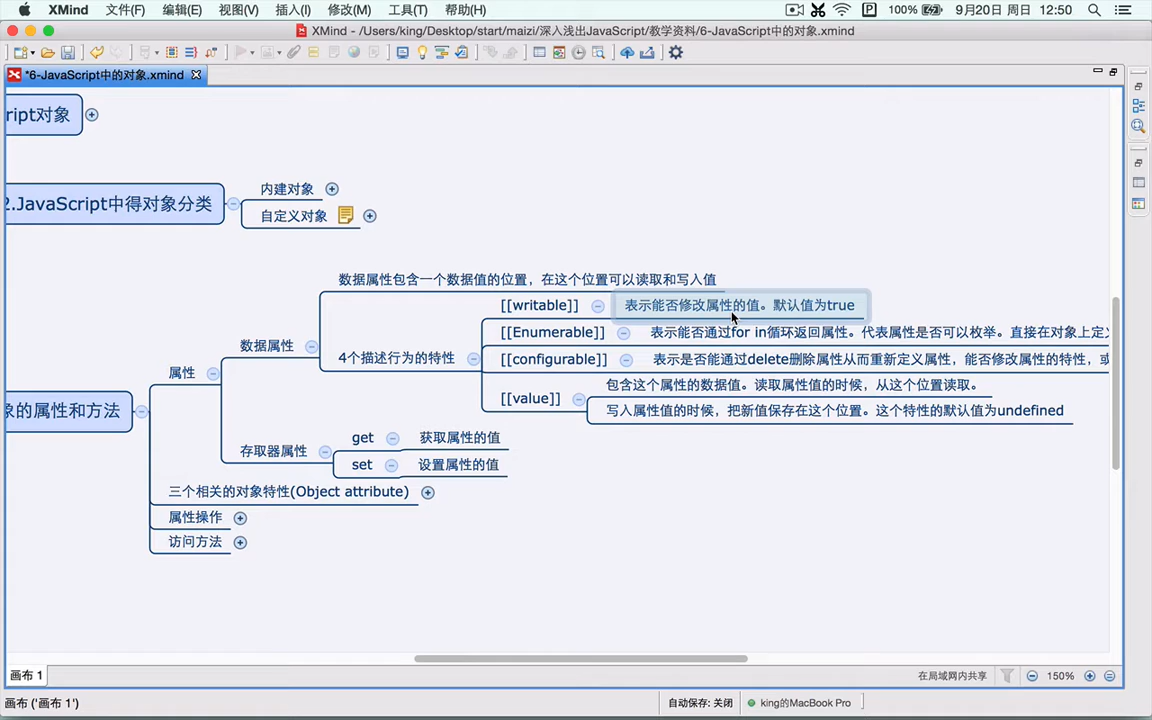 XMind 文件(F) 编辑(E) 视图(V) 插入(I) 修改(M) 工具(T) 帮助(H) 100% 9月20日 周日 12:50
XMind - /Users/king/Desktop/start/maizi/深入浅出JavaScript/教学资料/6-JavaScript中的对象.xmind
*6-JavaScript中的对象.xmind
ript对象
内建对象
2.JavaScript中得对象分类
自定义对象
数据属性包含一个数据值的位置，在这个位置可以读取和写入值
[[writable]] 表示能否修改属性的值。默认值为true
[[Enumerable]] 表示能否通过for in循环返回属性。代表属性是否可以枚举。直接在对象上定义
数据属性
4个描述行为的特性
[[configurable]] 表示是否能通过delete删除属性从而重新定义属性，能否修改属性的特性，或
属性
包含这个属性的数据值。读取属性值的时候，从这个位置读取。
[[value]]
写入属性值的时候，把新值保存在这个位置。这个特性的默认值为undefined
象的属性和方法
get 获取属性的值
存取器属性
set 设置属性的值
三个相关的对象特性(Object attribute)
属性操作
访问方法
画布 1
在局域网内共享 150%
画布 ('画布 1')
自动保存: 关闭 king的MacBook Pro